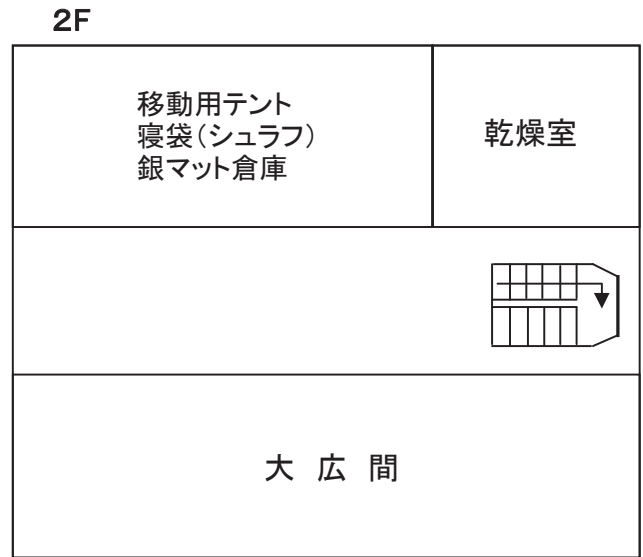 2F
移動用テント
寝袋(シュラフ)
銀マット倉庫
乾燥室
大 広 間